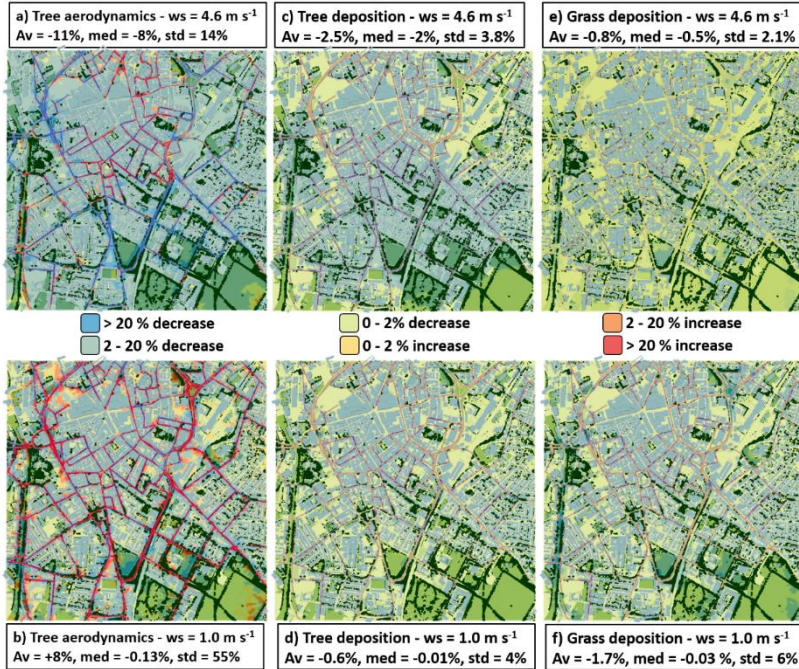 a) Tree aerodynamics - ws = 4.6 m s⁻¹
Av = -11%, med = -8%, std = 14%
c) Tree deposition - ws = 4.6 m s⁻¹
Av = -2.5%, med = -2%, std = 3.8%
e) Grass deposition - ws = 4.6 m s⁻¹
Av = -0.8%, med = -0.5%, std = 2.1%
> 20 % decrease
2 - 20% decrease
0 - 2% decrease
0 - 2 % increase
2 - 20% increase
> 20% increase
b) Tree aerodynamics - ws = 1.0 m s⁻¹
Av = +8%, med = -0.13%, std = 55%
d) Tree deposition - ws = 1.0 m s⁻¹
Av = -0.6%, med = -0.01%, std = 4%
f) Grass deposition - ws = 1.0 m s⁻¹
Av = -1.7%, med = -0.03 %, std = 6%